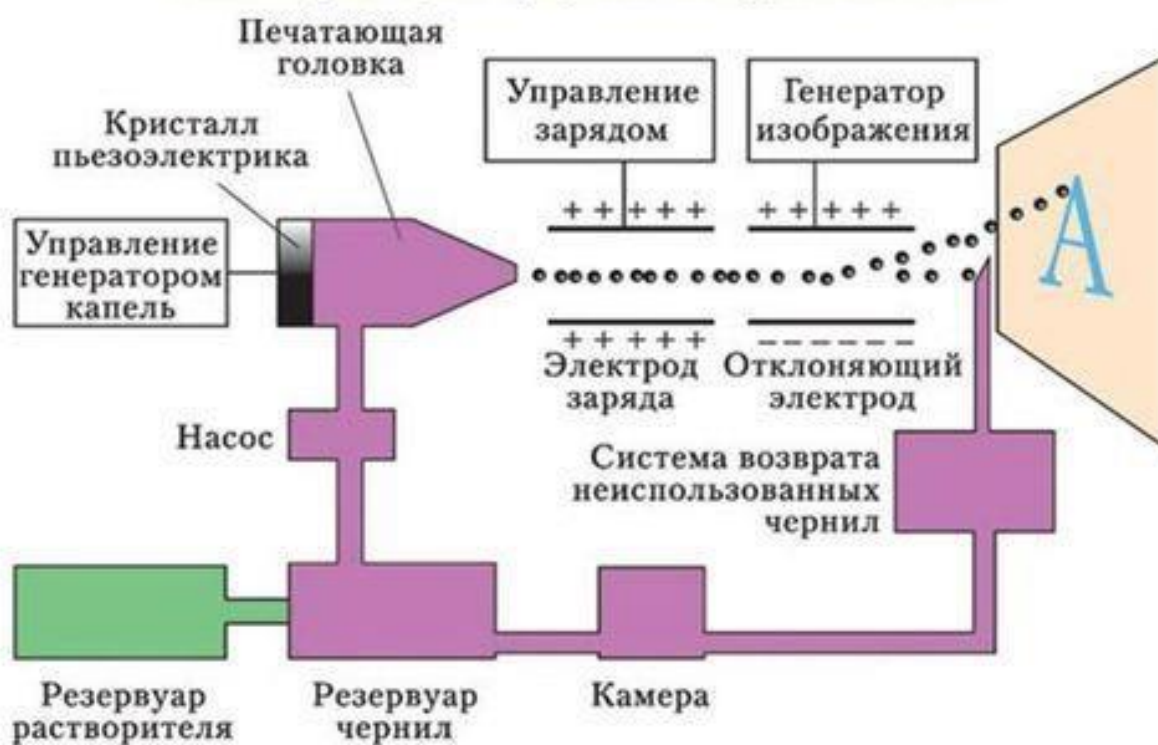 Печатающая
головка
Кристалл
пьезоэлектрика
Управление
зарядом
Генератор
изображения
+ + + + +
+ + + + +
Управление
генератором
капель
А
+ + + + +
− − − − − −
Электрод
заряда
Отклоняющий
электрод
Насос
Система возврата
неиспользованных
чернил
Резервуар
растворителя
Резервуар
чернил
Камера